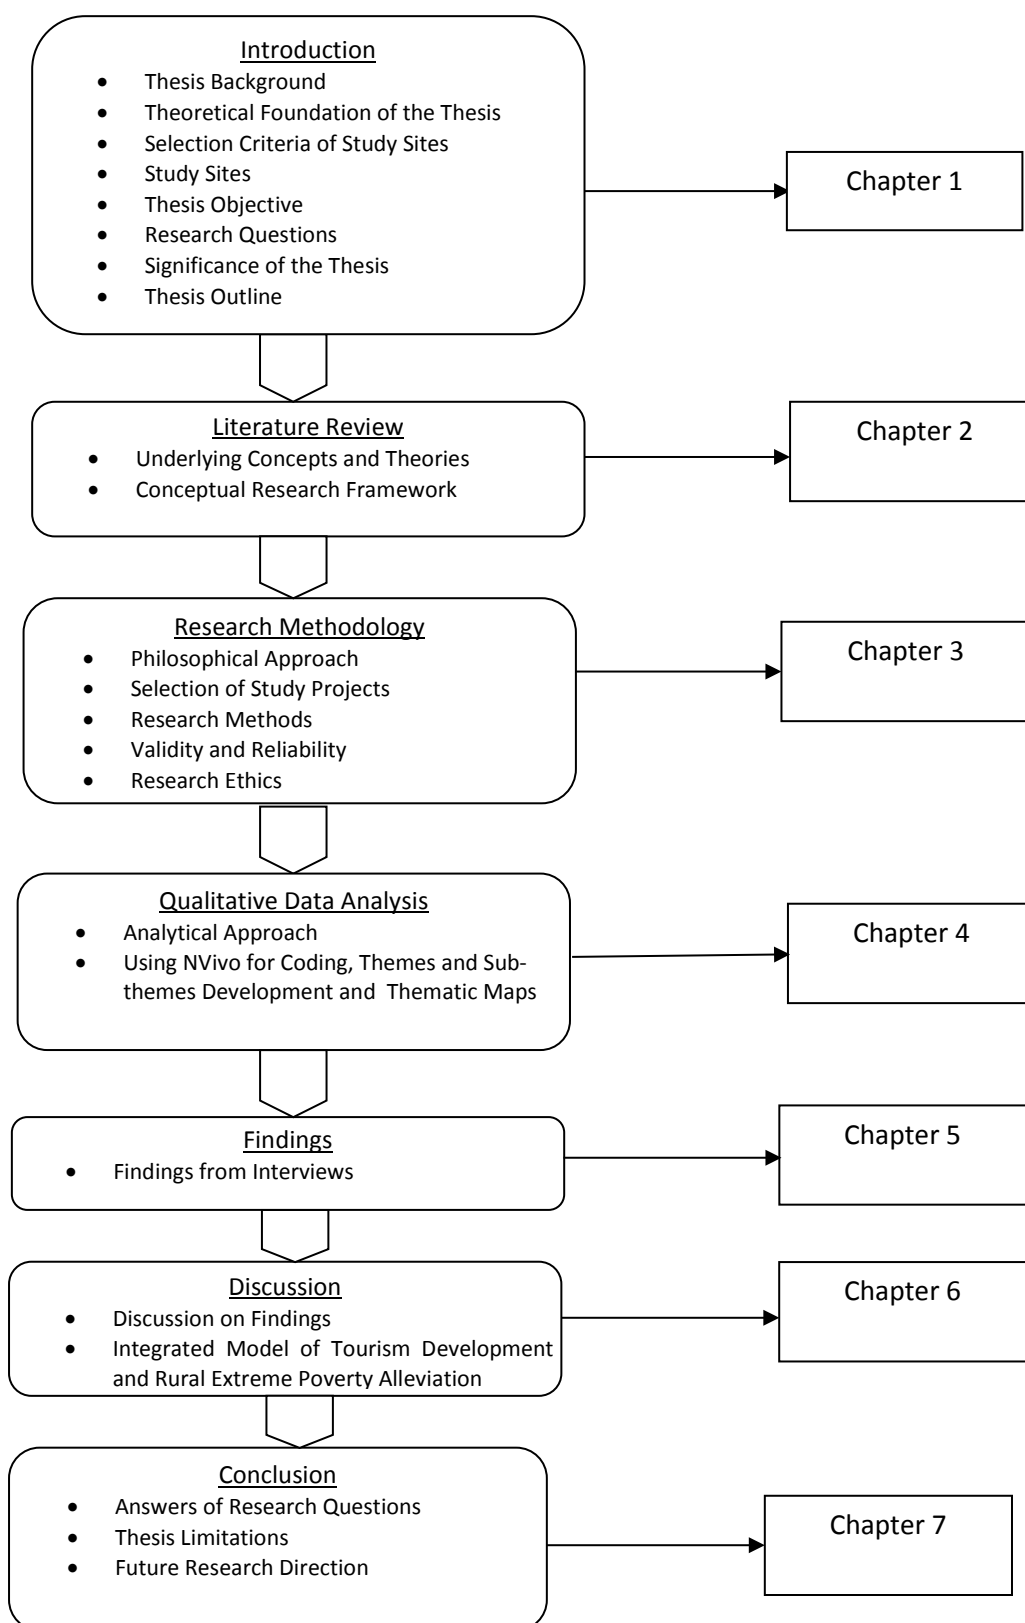 Introduction
• Thesis Background
• Theoretical Foundation of the Thesis
• Selection Criteria of Study Sites
• Study Sites
• Thesis Objective
• Research Questions
• Significance of the Thesis
• Thesis Outline
Chapter 1
Literature Review
• Underlying Concepts and Theories
• Conceptual Research Framework
Chapter 2
Research Methodology
• Philosophical Approach
• Selection of Study Projects
• Research Methods
• Validity and Reliability
• Research Ethics
Chapter 3
Qualitative Data Analysis
• Analytical Approach
• Using NVivo for Coding, Themes and Sub-
themes Development and Thematic Maps
Chapter 4
Findings
• Findings from Interviews
Chapter 5
Discussion
• Discussion on Findings
• Integrated Model of Tourism Development
and Rural Extreme Poverty Alleviation
Chapter 6
Conclusion
• Answers of Research Questions
• Thesis Limitations
• Future Research Direction
Chapter 7